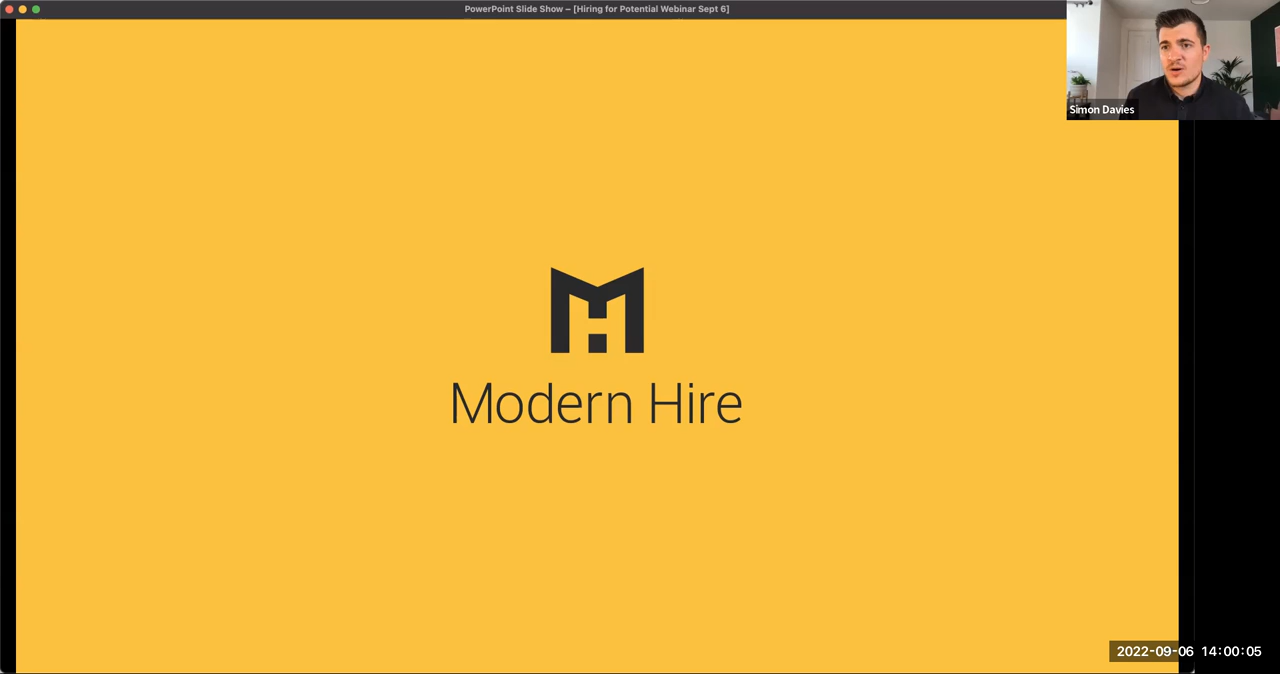 PowerPoint Slide Show – [Hiring for Potential Webinar Sept 6]
Simon Davies
Modern Hire
2022-09-06 14:00:05